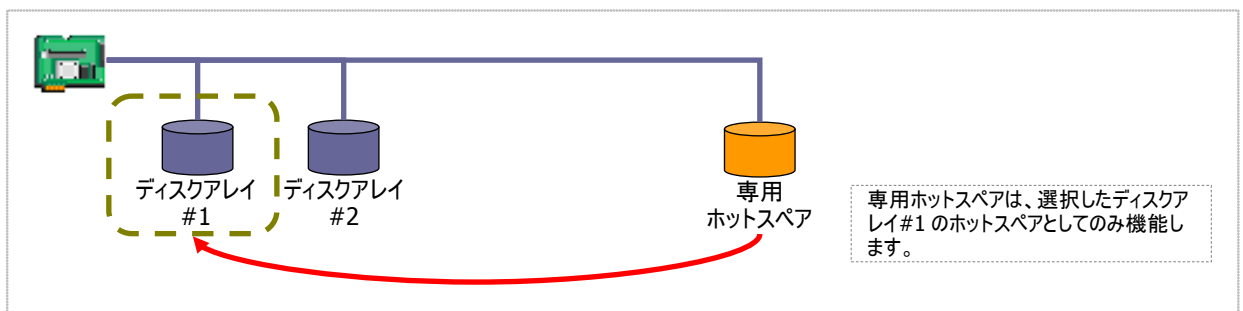 ディスクアレイ
#1
ディスクアレイ
#2
専用
ホットスペア
専用ホットスペアは、選択したディスクア
レイ#1 のホットスペアとしてのみ機能し
ます。